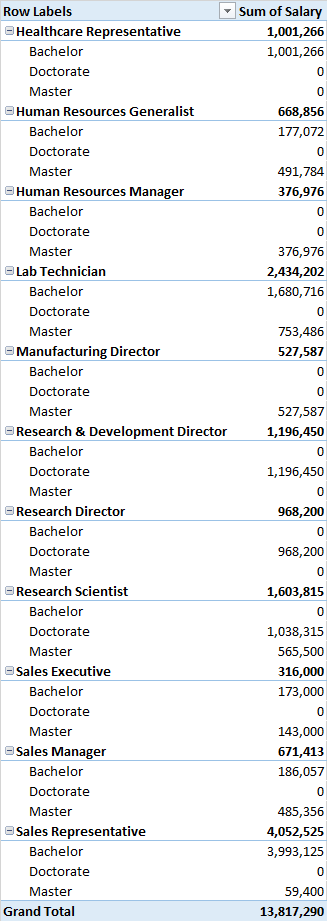 Row Labels Sum of Salary
Healthcare Representative 1,001,266
Bachelor 1,001,266
Doctorate 0
Master 0
Human Resources Generalist 668,856
Bachelor 177,072
Doctorate 0
Master 491,784
Human Resources Manager 376,976
Bachelor 0
Doctorate 0
Master 376,976
Lab Technician 2,434,202
Bachelor 1,680,716
Doctorate 0
Master 753,486
Manufacturing Director 527,587
Bachelor 0
Doctorate 0
Master 527,587
Research & Development Director 1,196,450
Bachelor 0
Doctorate 1,196,450
Master 0
Research Director 968,200
Bachelor 0
Doctorate 968,200
Master 0
Research Scientist 1,603,815
Bachelor 0
Doctorate 1,038,315
Master 565,500
Sales Executive 316,000
Bachelor 173,000
Doctorate 0
Master 143,000
Sales Manager 671,413
Bachelor 186,057
Doctorate 0
Master 485,356
Sales Representative 4,052,525
Bachelor 3,993,125
Doctorate 0
Master 59,400
Grand Total 13,817,290